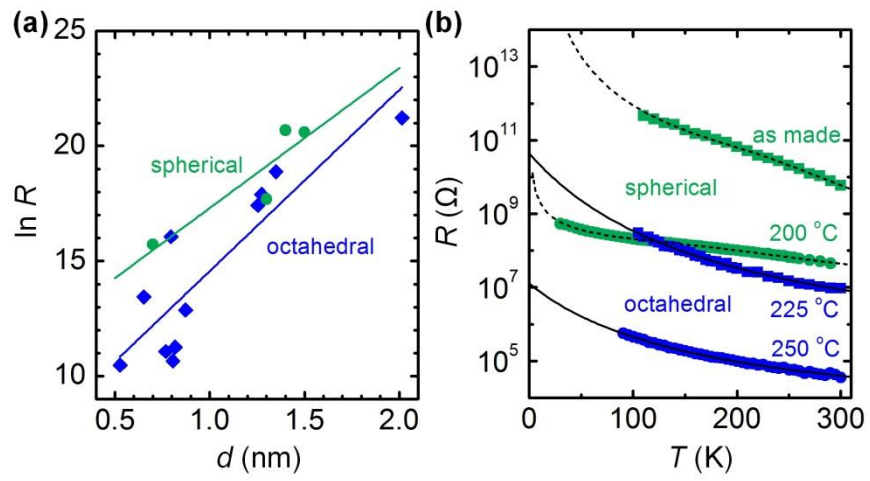 (a)
25
20
15
10
ln R
spherical
octahedral
0.5 1.0 1.5 2.0
d (nm)
(b)
10^13
10^11
10^9
10^7
10^5
R (Ω)
as made
spherical
200 °C
octahedral
225 °C
250 °C
0 100 200 300
T (K)